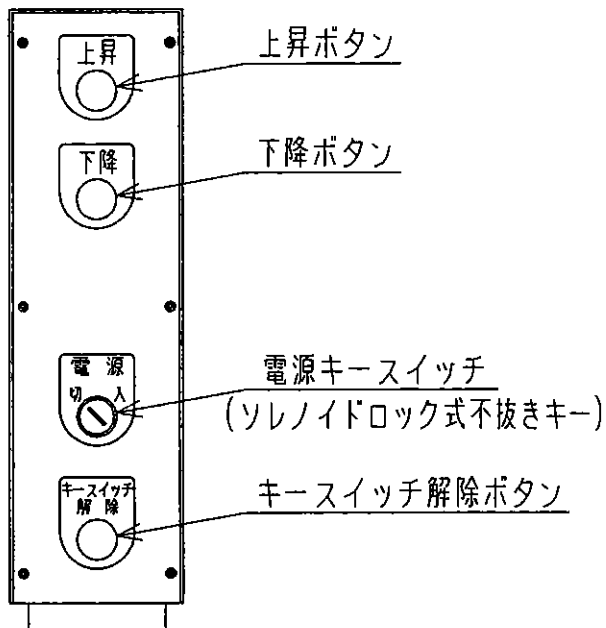 上昇
上昇ボタン
下降
下降ボタン
電源
切 入
電源キースイッチ
(ソレノイドロック式不抜きキー)
キースイッチ
解除
キースイッチ解除ボタン